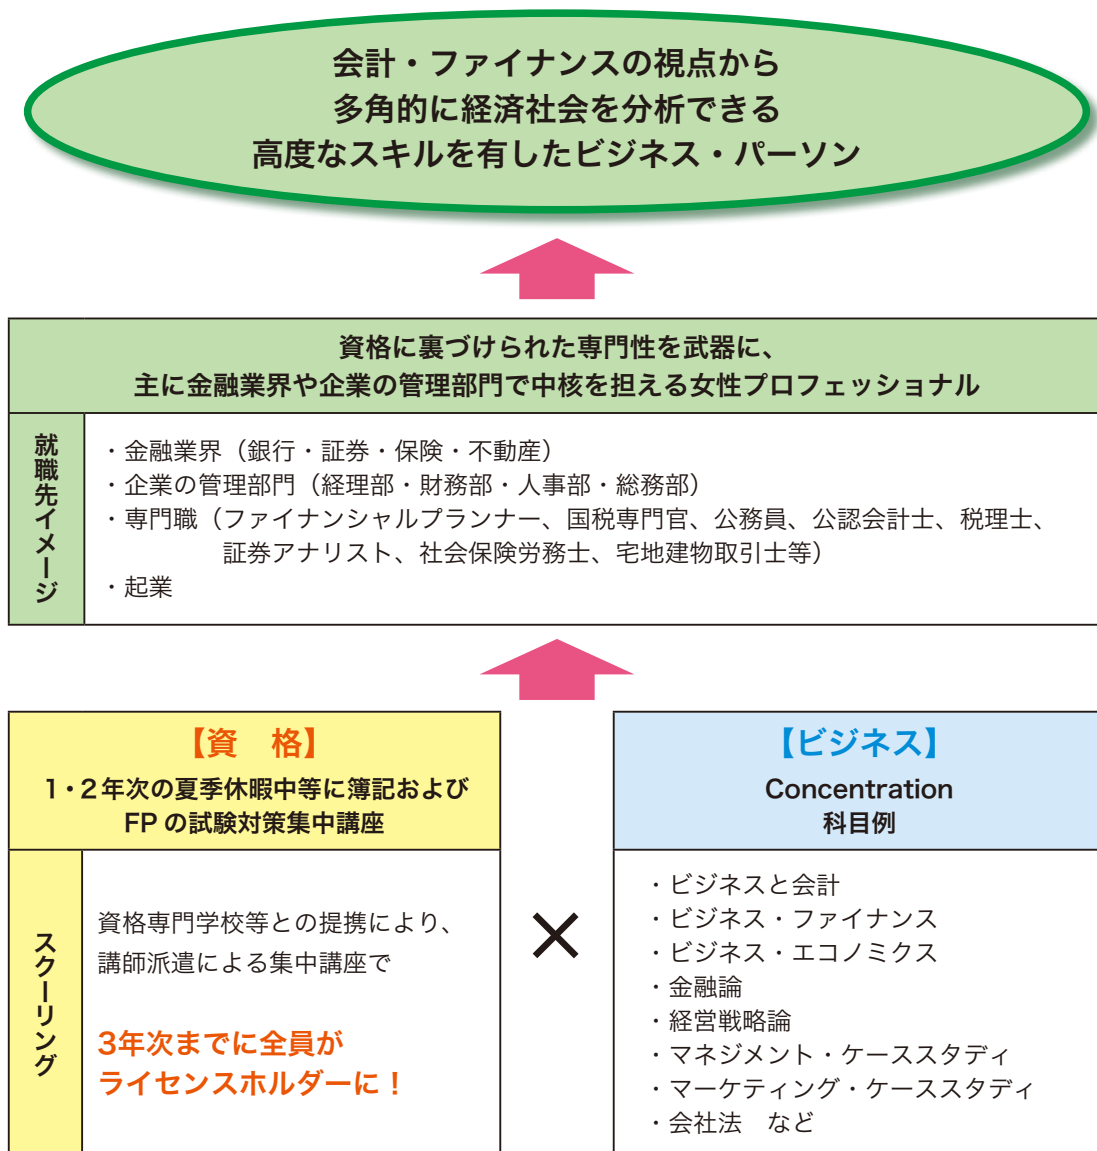 会計・ファイナンスの視点から
多角的に経済社会を分析できる
高度なスキルを有したビジネス・パーソン
資格に裏づけられた専門性を武器に、
主に金融業界や企業の管理部門で中核を担える女性プロフェッショナル
就職先イメージ
・金融業界（銀行・証券・保険・不動産）
・企業の管理部門（経理部・財務部・人事部・総務部）
・専門職（ファイナンシャルプランナー、国税専門官、公務員、公認会計士、税理士、
証券アナリスト、社会保険労務士、宅地建物取引士等）
・起業
【資　格】
1・2年次の夏季休暇中等に簿記および
FP の試験対策集中講座
スクーリング
資格専門学校等との提携により、
講師派遣による集中講座で
3年次までに全員が
ライセンスホルダーに！
×
【ビジネス】
Concentration
科目例
・ビジネスと会計
・ビジネス・ファイナンス
・ビジネス・エコノミクス
・金融論
・経営戦略論
・マネジメント・ケーススタディ
・マーケティング・ケーススタディ
・会社法　など